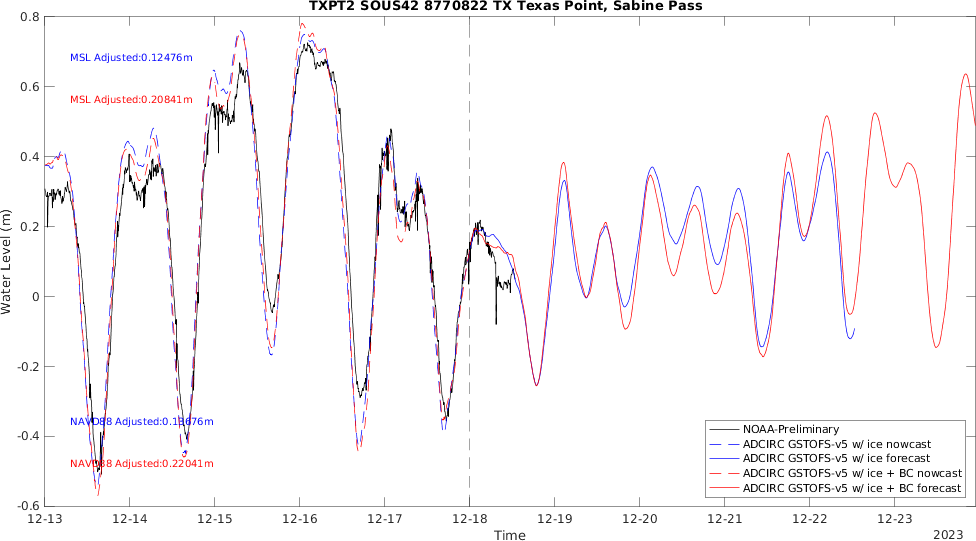 TXPT2 SOUS42 8770822 TX Texas Point, Sabine Pass
0.8
MSL Adjusted:0.12476m
0.6
MSL Adjusted:0.20841m
0.4
0.2
Water Level (m)
0
-0.2
NAVD88 Adjusted:0.13676m
-0.4
NAVD88 Adjusted:0.22041m
-0.6
NOAA-Preliminary
ADCIRC GSTOFS-v5 w/ ice nowcast
ADCIRC GSTOFS-v5 w/ ice forecast
ADCIRC GSTOFS-v5 w/ ice + BC nowcast
ADCIRC GSTOFS-v5 w/ ice + BC forecast
12-13 12-14 12-15 12-16 12-17 12-18 12-19 12-20 12-21 12-22 12-23
Time
2023